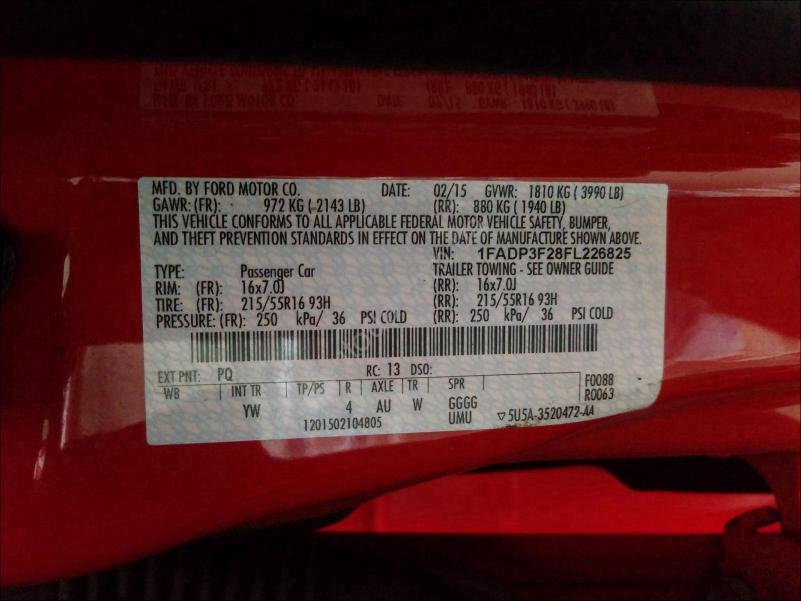 MFD. BY FORD MOTOR CO. DATE: 02/15 GVWR: 1810 KG ( 3990 LB)
GAWR: (FR): 972 KG ( 2143 LB) (RR): 880 KG ( 1940 LB)
THIS VEHICLE CONFORMS TO ALL APPLICABLE FEDERAL MOTOR VEHICLE SAFETY, BUMPER,
AND THEFT PREVENTION STANDARDS IN EFFECT ON THE DATE OF MANUFACTURE SHOWN ABOVE.
VIN: 1FADP3F28FL226825
TYPE: Passenger Car TRAILER TOWING - SEE OWNER GUIDE
RIM: (FR): 16x7.0J (RR): 16x7.0J
TIRE: (FR): 215/55R16 93H (RR): 215/55R16 93H
PRESSURE: (FR): 250 kPa/ 36 PSI COLD (RR): 250 kPa/ 36 PSI COLD
EXT PNT: PQ RC: 13 DSO:
WB INT TR TP/PS R AXLE TR SPR F0088
YW 4 AU W GGGG R0063
1201502104805 UMU ▽5U5A-3520472-AA